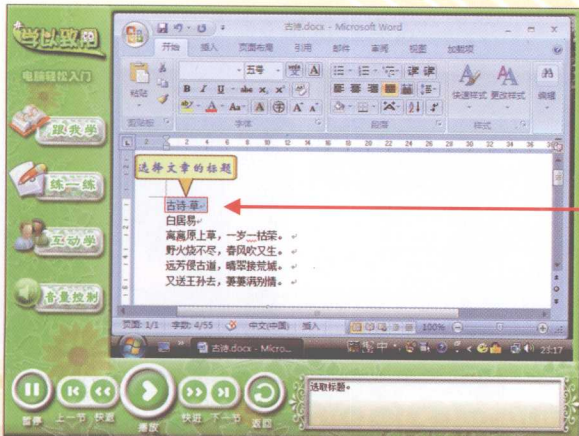 学以致用
电脑轻松入门
跟我学
练一练
互动学
音量控制
古诗.docx - Microsoft Word
开始 插入 页面布局 引用 邮件 审阅 视图 加载项
粘贴
五号
快速样式 更改样式 编辑
剪贴板 字体 段落 样式
选择文章的标题
古诗 草
白居易
离离原上草，一岁一枯荣。
野火烧不尽，春风吹又生。
远芳侵古道，晴翠接荒城。
又送王孙去，萋萋满别情。
页面: 1/1 字数: 4/55 中文(中国) 插入 100%
古诗.docx - Micro...
中
23:17
暂停 上一节 快退 播放 快进 下一节 返回
选取标题。